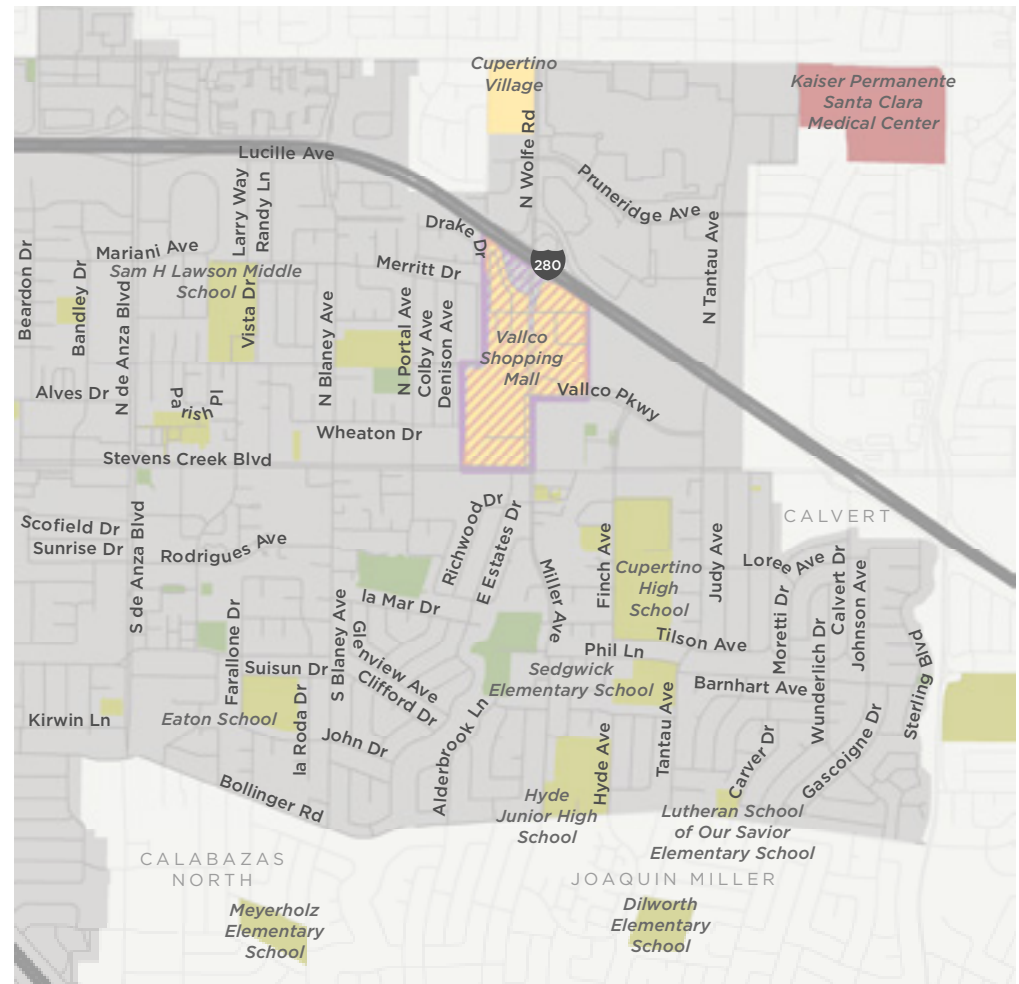 Cupertino
Village
Kaiser Permanente
Santa Clara
Medical Center
Lucille Ave
N Wolfe Rd
Pruneridge Ave
Larry Way
Randy Ln
Drake Dr
N Tantau Ave
Mariani Ave
Merritt Dr
280
Beardon Dr
Bandley Dr
N de Anza Blvd
Sam H Lawson Middle
School
Vista Dr
N Blaney Ave
N Portal Ave
Colby Ave
Denison Ave
Vallco
Shopping
Mall
Vallco Pkwy
Alves Dr
Parish Pl
Wheaton Dr
Stevens Creek Blvd
Scofield Dr
Sunrise Dr
S de Anza Blvd
Rodrigues Ave
Richwood Dr
E Estates Dr
Miller Ave
Finch Ave
Cupertino
High
School
Judy Ave
CALVERT
Loree Ave
Calvert Dr
Johnson Ave
Moretti Dr
Wunderlich Dr
Sterling Blvd
la Mar Dr
Glenview Ave
Clifford Dr
S Blaney Ave
Farallone Dr
Suisun Dr
Phil Ln
Tilson Ave
Sedgwick
Elementary School
Barnhart Ave
Kirwin Ln
Eaton School
la Roda Dr
John Dr
Alderbrook Ln
Tantau Ave
Hyde Ave
Carver Dr
Gascoigne Dr
Bollinger Rd
Hyde
Junior High
School
Lutheran School
of Our Savior
Elementary School
CALABAZAS
NORTH
JOAQUIN MILLER
Meyerholz
Elementary
School
Dilworth
Elementary
School